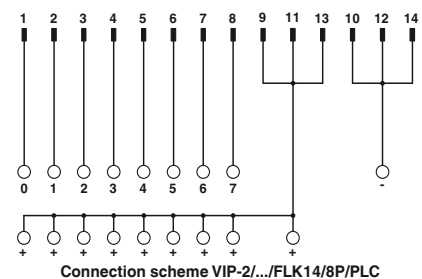 1 2 3 4 5 6 7 8 9 11 13 10 12 14
0 1 2 3 4 5 6 7 -
+ + + + + + + + +
Connection scheme VIP-2/.../FLK14/8P/PLC